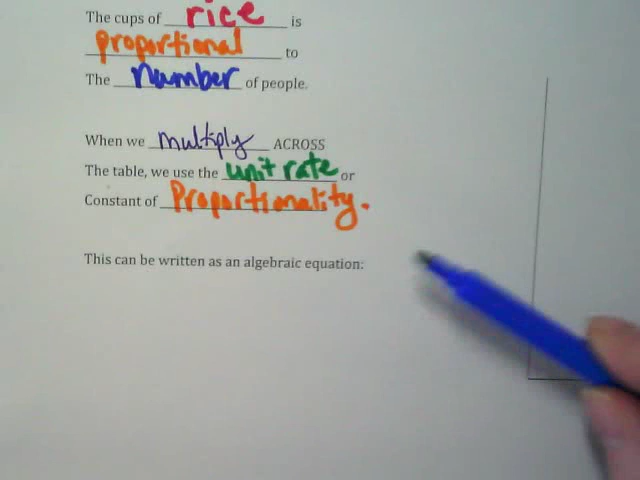 The cups of rice is
proportional to
The number of people.
When we multiply ACROSS
The table, we use the unit rate or
Constant of Proportionality.
This can be written as an algebraic equation: